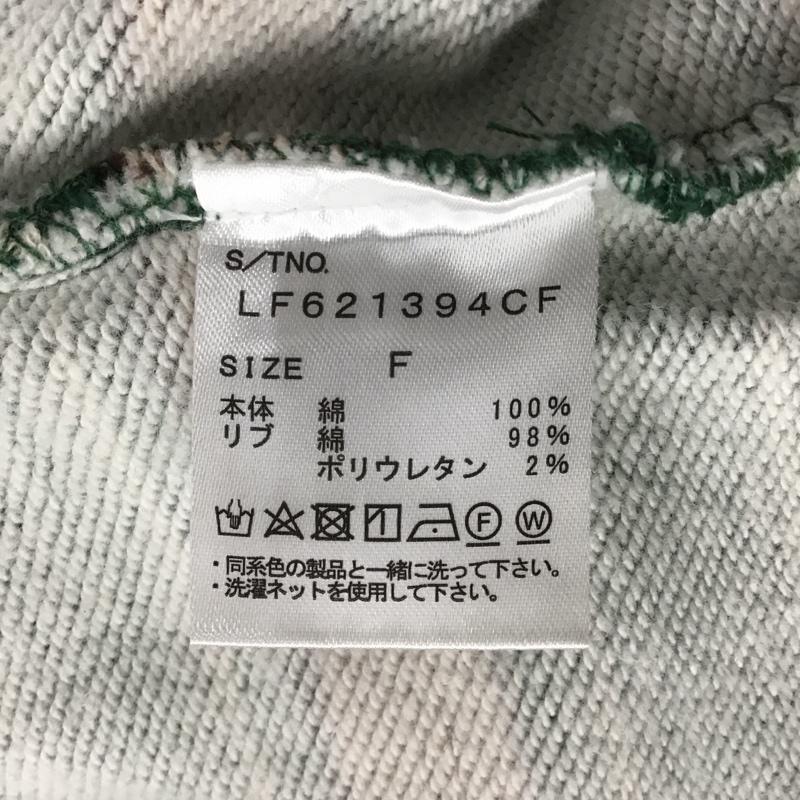 S/TNO.
LF621394CF
SIZE F
本体 綿 100%
リブ 綿 98%
ポリウレタン 2%
F W
・同系色の製品と一緒に洗って下さい。
・洗濯ネットを使用して下さい。